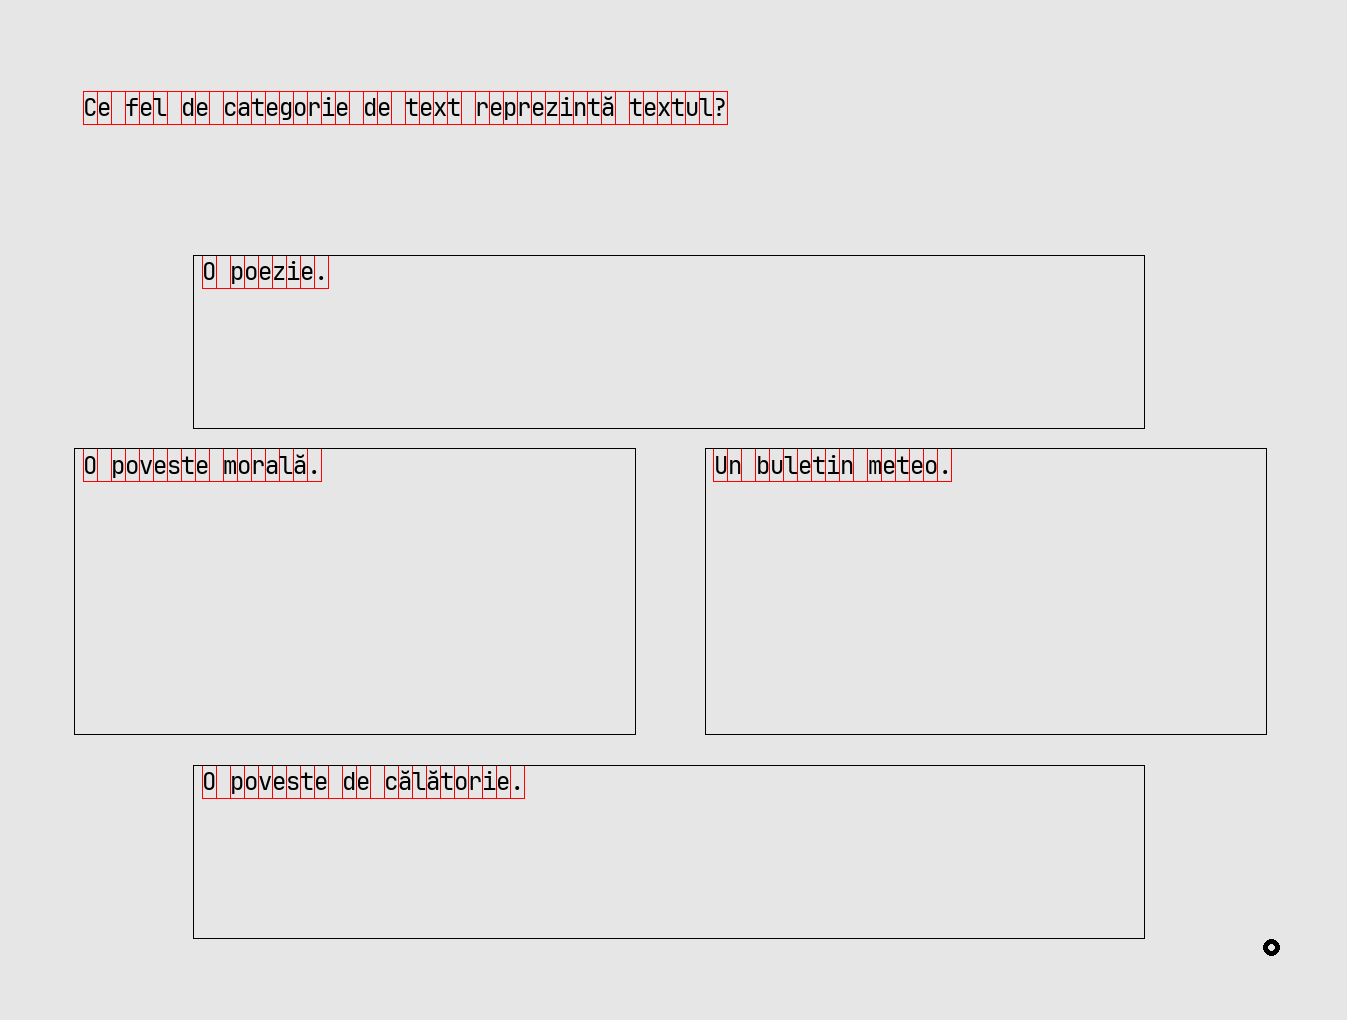 Ce fel de categorie de text reprezintă textul?
O poezie.
O poveste morală.
Un buletin meteo.
O poveste de călătorie.